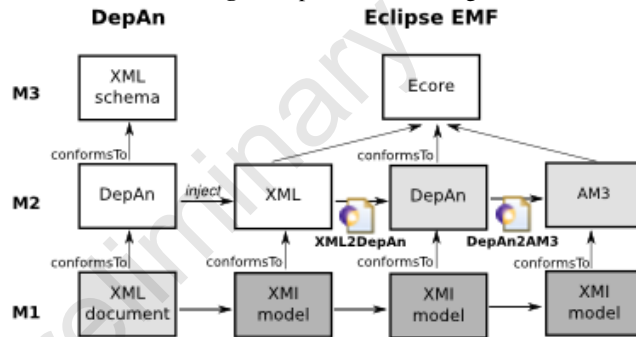 DepAn
Eclipse EMF
M3
XML
schema
Ecore
conformsTo
conformsTo
M2
DepAn
inject
XML
DepAn
AM3
XML2DepAn
DepAn2AM3
conformsTo
conformsTo
conformsTo
conformsTo
M1
XML
document
XMI
model
XMI
model
XMI
model
preliminary